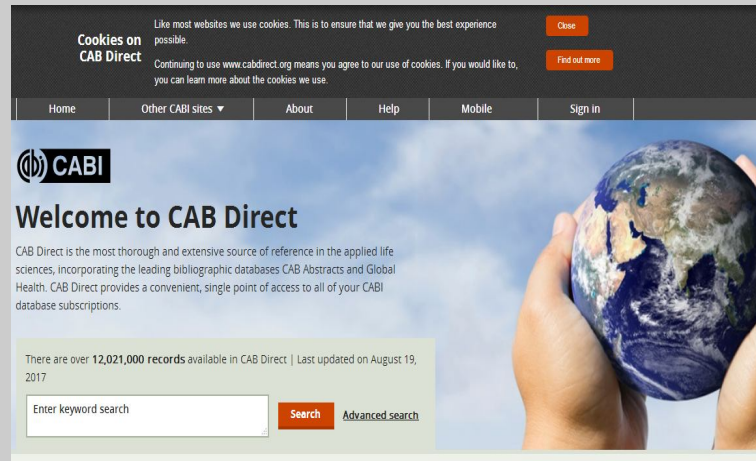 Like most websites we use cookies. This is to ensure that we give you the best experience
possible.
Cookies on
CAB Direct
Continuing to use www.cabdirect.org means you agree to our use of cookies. If you would like to,
you can learn more about the cookies we use.
Close
Find out more
Home Other CABI sites ▼ About Help Mobile Sign in
cabi CABI
Welcome to CAB Direct
CAB Direct is the most thorough and extensive source of reference in the applied life
sciences, incorporating the leading bibliographic databases CAB Abstracts and Global
Health. CAB Direct provides a convenient, single point of access to all of your CABI
database subscriptions.
There are over 12,021,000 records available in CAB Direct | Last updated on August 19,
2017
Enter keyword search
Search Advanced search